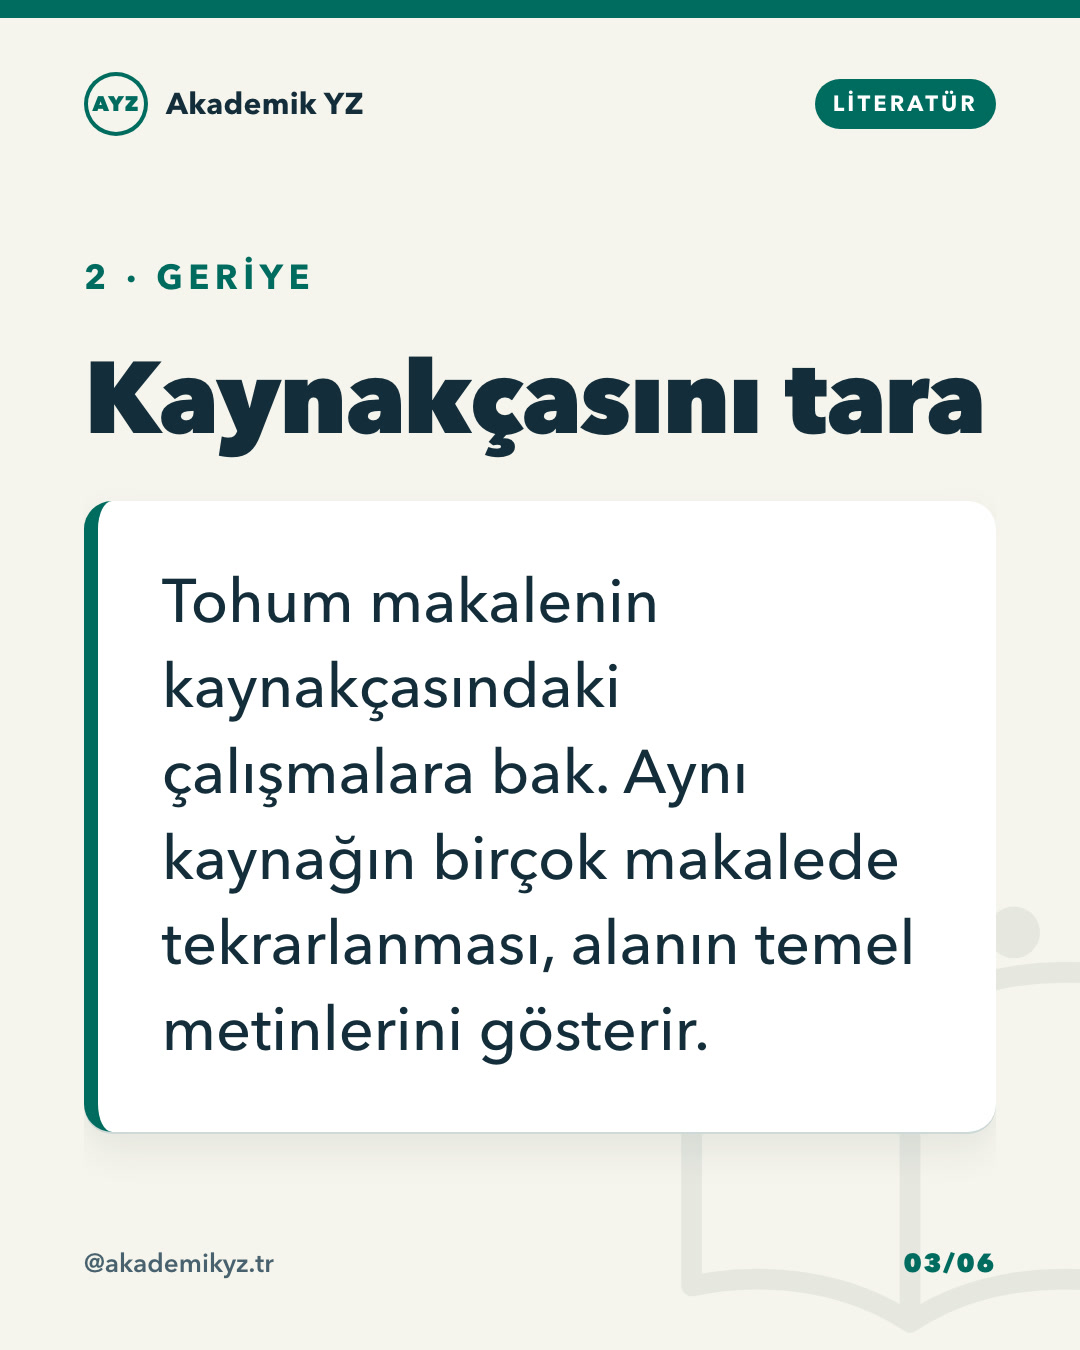 AYZ Akademik YZ
LİTERATÜR
2 · GERİYE
Kaynakçasını tara
Tohum makalenin
kaynakçasındaki
çalışmalara bak. Aynı
kaynağın birçok makalede
tekrarlanması, alanın temel
metinlerini gösterir.
@akademikyz.tr
03/06